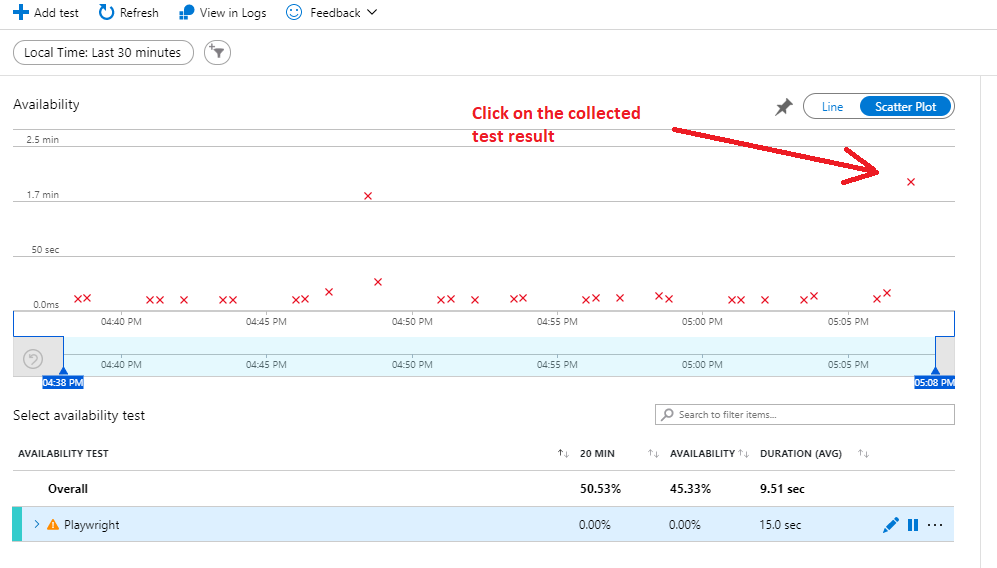 Add test Refresh View in Logs Feedback
Local Time: Last 30 minutes
Availability
Line Scatter Plot
Click on the collected
test result
2.5 min
1.7 min
50 sec
0.0ms
04:40 PM 04:45 PM 04:50 PM 04:55 PM 05:00 PM 05:05 PM
04:40 PM 04:45 PM 04:50 PM 04:55 PM 05:00 PM 05:05 PM
04:38 PM 05:08 PM
Select availability test
Search to filter items...
AVAILABILITY TEST 20 MIN AVAILABILITY DURATION (AVG)
Overall 50.53% 45.33% 9.51 sec
Playwright 0.00% 0.00% 15.0 sec